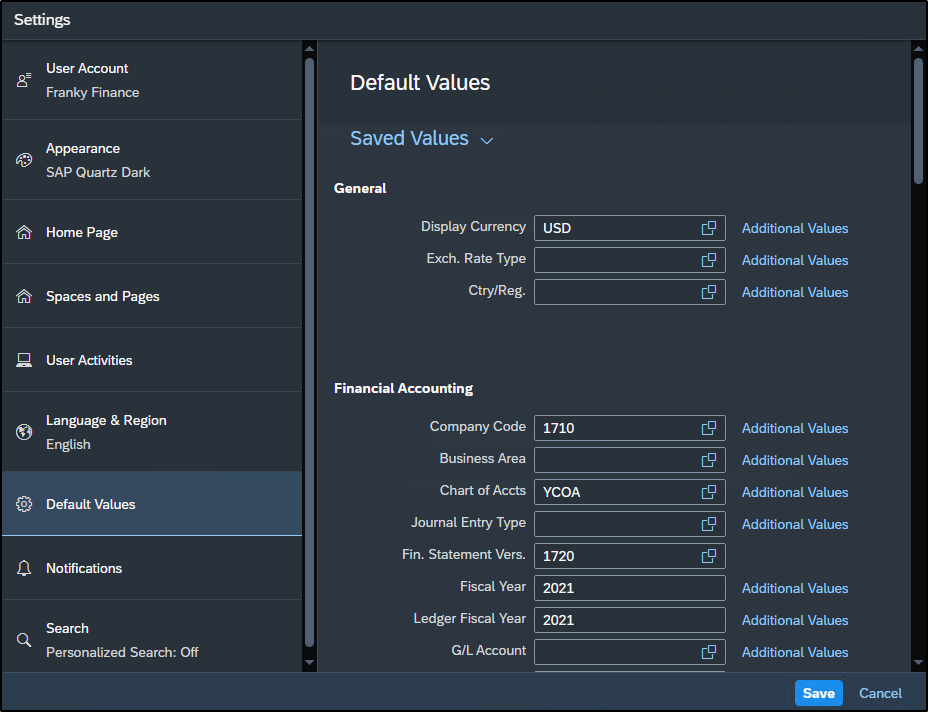 Settings
User Account
Franky Finance
Appearance
SAP Quartz Dark
Home Page
Spaces and Pages
User Activities
Language & Region
English
Default Values
Notifications
Search
Personalized Search: Off
Default Values
Saved Values
General
Display Currency USD Additional Values
Exch. Rate Type Additional Values
Ctry/Reg. Additional Values
Financial Accounting
Company Code 1710 Additional Values
Business Area Additional Values
Chart of Accts YCOA Additional Values
Journal Entry Type Additional Values
Fin. Statement Vers. 1720
Fiscal Year 2021 Additional Values
Ledger Fiscal Year 2021 Additional Values
G/L Account Additional Values
Save Cancel